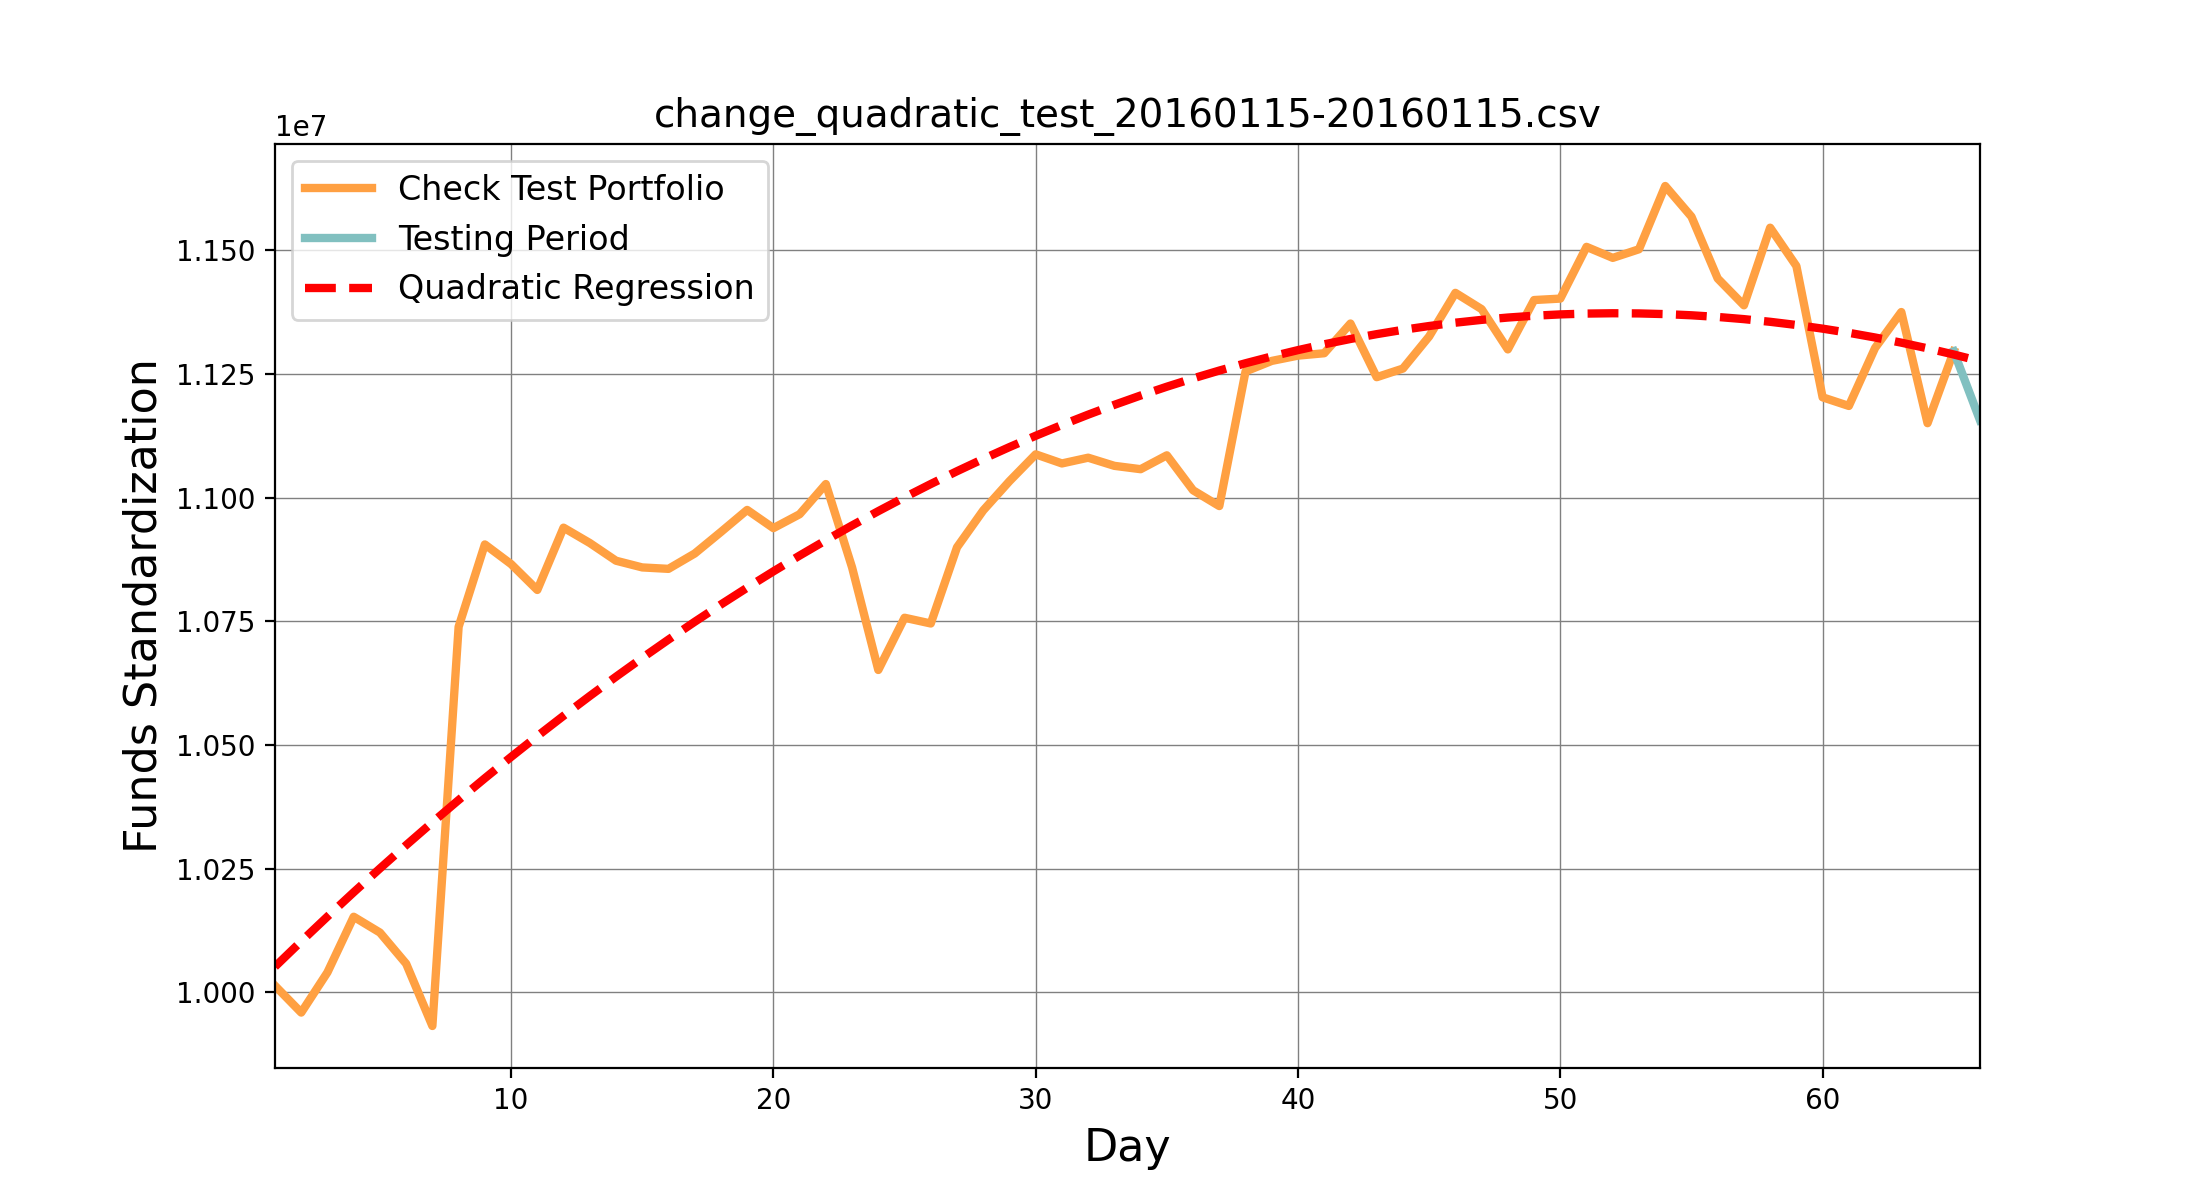 change_quadratic_test_20160115-20160115.csv
1e7
Check Test Portfolio
Testing Period
Quadratic Regression
Funds Standardization
1.150
1.125
1.100
1.075
1.050
1.025
1.000
10 20 30 40 50 60
Day